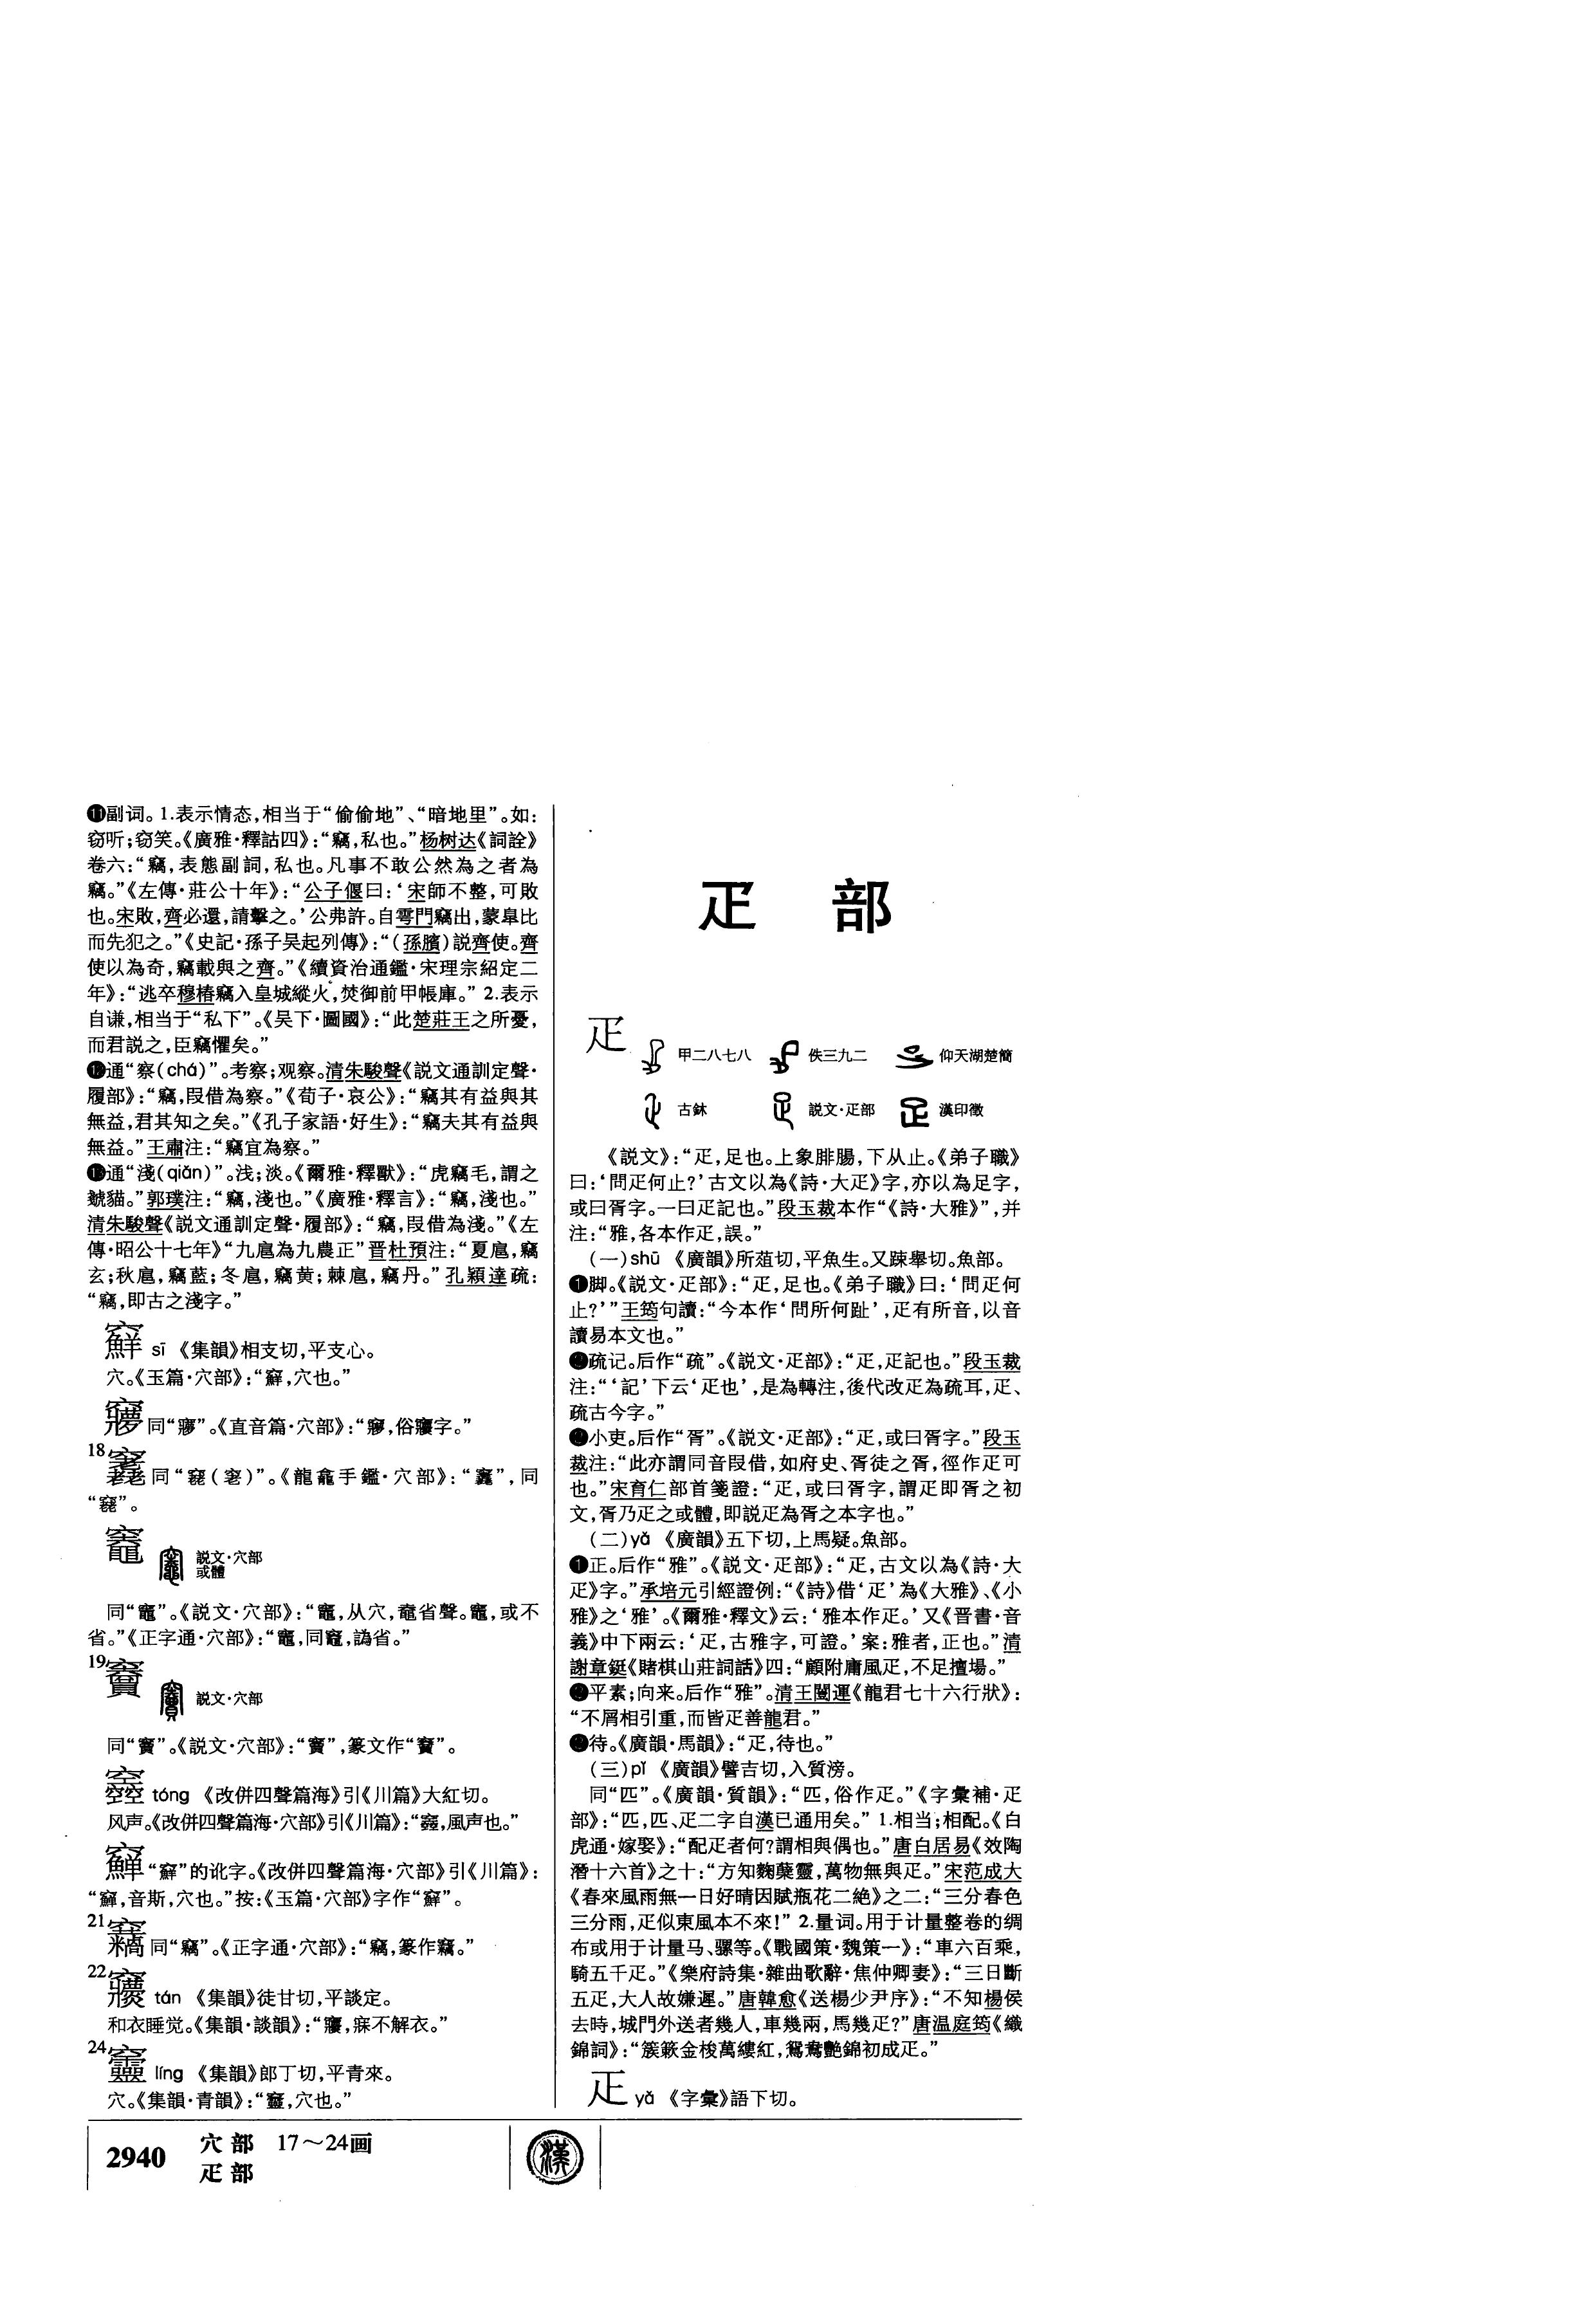 ⓫副词。1.表示情态,相当于“偷偷地”、“暗地里”。如:
窃听;窃笑。《廣雅·釋詁四》:“竊,私也。”杨树达《詞詮》
卷六:“竊,表態副詞,私也。凡事不敢公然為之者為
竊。”《左傳·莊公十年》:“公子偃曰:‘宋師不整,可敗
也。宋敗,齊必還,請擊之。’公弗許。自雩門竊出,蒙皋比
而先犯之。”《史記·孫子吴起列傳》:“(孫臏)説齊使。齊
使以為奇,竊載與之齊。”《續資治通鑑·宋理宗紹定二
年》:“逃卒穆椿竊入皇城縱火,焚御前甲帳庫。” 2.表示
自谦,相当于“私下”。《吴下·圖國》:“此楚莊王之所憂,
而君説之,臣竊懼矣。”
⓬通“察(chá)”。考察;观察。清朱駿聲《説文通訓定聲·
履部》:“竊,叚借為察。”《荀子·哀公》:“竊其有益與其
無益,君其知之矣。”《孔子家語·好生》:“竊夫其有益與
無益。”王肅注:“竊宜為察。”
⓭通“淺(qiǎn)”。浅;淡。《爾雅·釋獸》:“虎竊毛,謂之
虦貓。”郭璞注:“竊,淺也。”《廣雅·釋言》:“竊,淺也。”
清朱駿聲《説文通訓定聲·履部》:“竊,叚借為淺。”《左
傳·昭公十七年》“九扈為九農正”晋杜預注:“夏扈,竊
玄;秋扈,竊藍;冬扈,竊黄;棘扈,竊丹。”孔穎達疏:
“竊,即古之淺字。”
sī 《集韻》相支切,平支心。
穴。《玉篇·穴部》:“,穴也。”
同“”。《直音篇·穴部》:“,俗字。”
18
同“(窇)”。《龍龕手鑑·穴部》:“”,同
“”。
竈 説文·穴部
或體
同“竈”。《説文·穴部》:“竈,从穴,鼀省聲。竈,或不
省。”《正字通·穴部》:“,同竈,譌省。”
19
説文·穴部
同“竇”。《説文·穴部》:“竇”,篆文作“”。
tóng 《改併四聲篇海》引《川篇》大紅切。
风声。《改併四聲篇海·穴部》引《川篇》:“,風声也。”
“”的讹字。《改併四聲篇海·穴部》引《川篇》:
“,音斯,穴也。”按:《玉篇·穴部》字作“”。
21
同“竊”。《正字通·穴部》:“竊,篆作。”
22
tán 《集韻》徒甘切,平談定。
和衣睡觉。《集韻·談韻》:“,寐不解衣。”
24
líng 《集韻》郎丁切,平青來。
穴。《集韻·青韻》:“,穴也。”
疋 部
疋 甲二八七八 佚三九二 仰天湖楚簡
古鉢 説文·疋部 漢印徵
《説文》:“疋,足也。上象腓腸,下从止。《弟子職》
曰:‘問疋何止?’古文以為《詩·大疋》字,亦以為足字,
或曰胥字。一曰疋記也。”段玉裁本作“《詩·大雅》”,并
注:“雅,各本作疋,誤。”
(一)shū 《廣韻》所葅切,平魚生。又踈舉切。魚部。
❶脚。《説文·疋部》:“疋,足也。《弟子職》曰:‘問疋何
止?’”王筠句讀:“今本作‘問所何趾’,疋有所音,以音
讀易本文也。”
❷疏记。后作“疏”。《説文·疋部》:“疋,疋記也。”段玉裁
注:“‘記’下云‘疋也’,是為轉注,後代改疋為疏耳,疋、
疏古今字。”
❸小吏。后作“胥”。《説文·疋部》:“疋,或曰胥字。”段玉
裁注:“此亦謂同音叚借,如府史、胥徒之胥,徑作疋可
也。”宋育仁部首箋證:“疋,或曰胥字,謂疋即胥之初
文,胥乃疋之或體,即説疋為胥之本字也。”
(二)yǎ 《廣韻》五下切,上馬疑。魚部。
❶正。后作“雅”。《説文·疋部》:“疋,古文以為《詩·大
疋》字。”承培元引經證例:“《詩》借‘疋’為《大雅》、《小
雅》之‘雅’。《爾雅·釋文》云:‘雅本作疋。’又《晋書·音
義》中下兩云:‘疋,古雅字,可證。’案:雅者,正也。”清
謝章鋌《賭棋山莊詞話》四:“顧附庸風疋,不足擅場。”
❷平素;向来。后作“雅”。清王闓運《龍君七十六行狀》:
“不屑相引重,而皆疋善龍君。”
❸待。《廣韻·馬韻》:“疋,待也。”
(三)pǐ 《廣韻》譬吉切,入質滂。
同“匹”。《廣韻·質韻》:“匹,俗作疋。”《字彙補·疋
部》:“匹,匹、疋二字自漢已通用矣。” 1.相当;相配。《白
虎通·嫁娶》:“配疋者何?謂相與偶也。”唐白居易《效陶
潛十六首》之十:“方知麴糵靈,萬物無與疋。”宋范成大
《春來風雨無一日好晴因賦瓶花二絶》之二:“三分春色
三分雨,疋似東風本不來!” 2.量词。用于计量整卷的绸
布或用于计量马、骡等。《戰國策·魏策一》:“車六百乘,
騎五千疋。”《樂府詩集·雜曲歌辭·焦仲卿妻》:“三日斷
五疋,大人故嫌遲。”唐韓愈《送楊少尹序》:“不知楊侯
去時,城門外送者幾人,車幾兩,馬幾疋?”唐温庭筠《織
錦詞》:“簇簌金梭萬縷紅,鴛鴦艷錦初成疋。”
疋 yǎ 《字彙》語下切。
2940 穴部 17～24画
疋部
漢